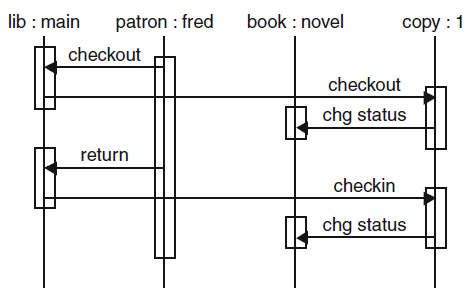 lib : main patron : fred book : novel copy : 1
checkout
checkout
chg status
return
checkin
chg status